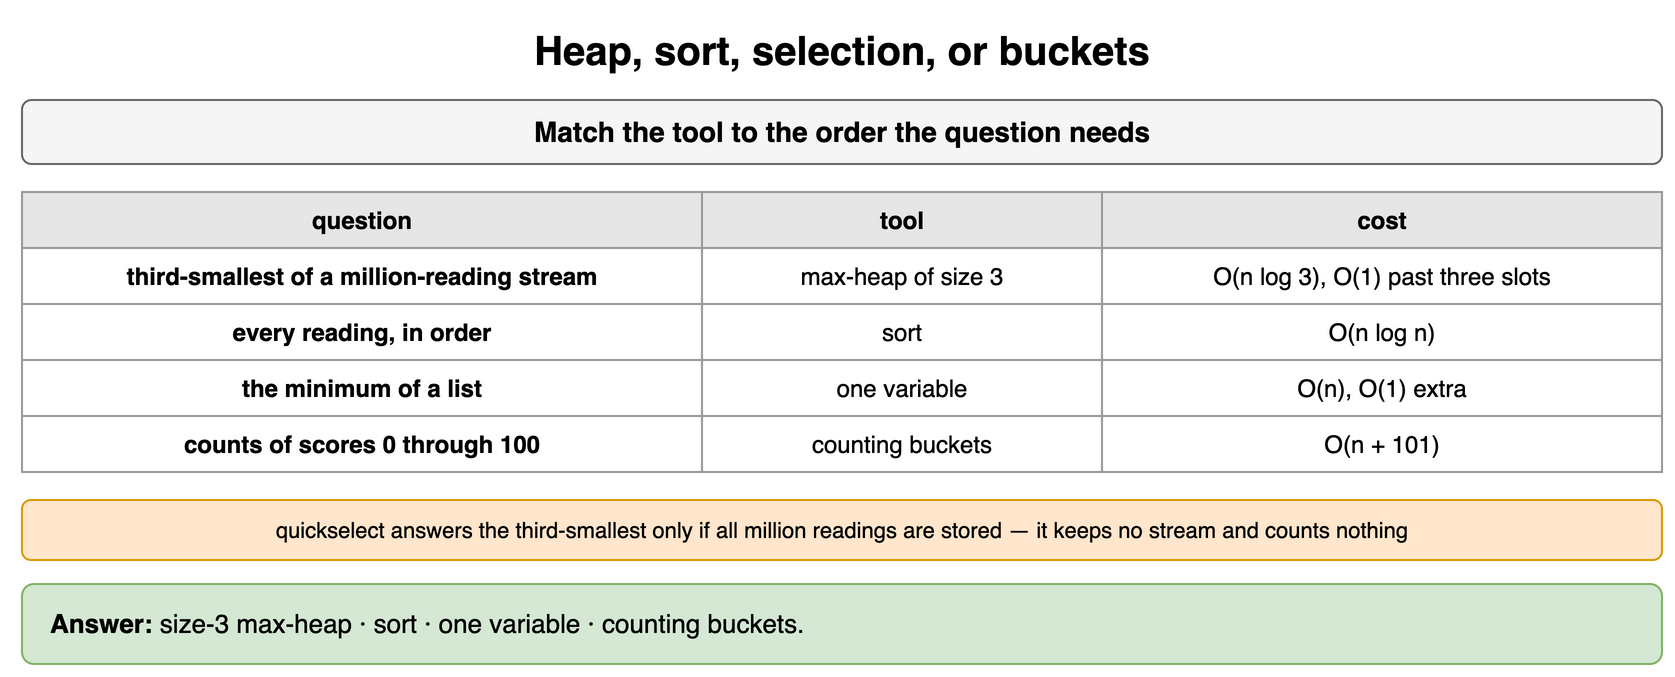 Heap, sort, selection, or buckets
Match the tool to the order the question needs
question tool cost
third-smallest of a million-reading stream max-heap of size 3 O(n log 3), O(1) past three slots
every reading, in order sort O(n log n)
the minimum of a list one variable O(n), O(1) extra
counts of scores 0 through 100 counting buckets O(n + 101)
quickselect answers the third-smallest only if all million readings are stored — it keeps no stream and counts nothing
Answer: size-3 max-heap · sort · one variable · counting buckets.